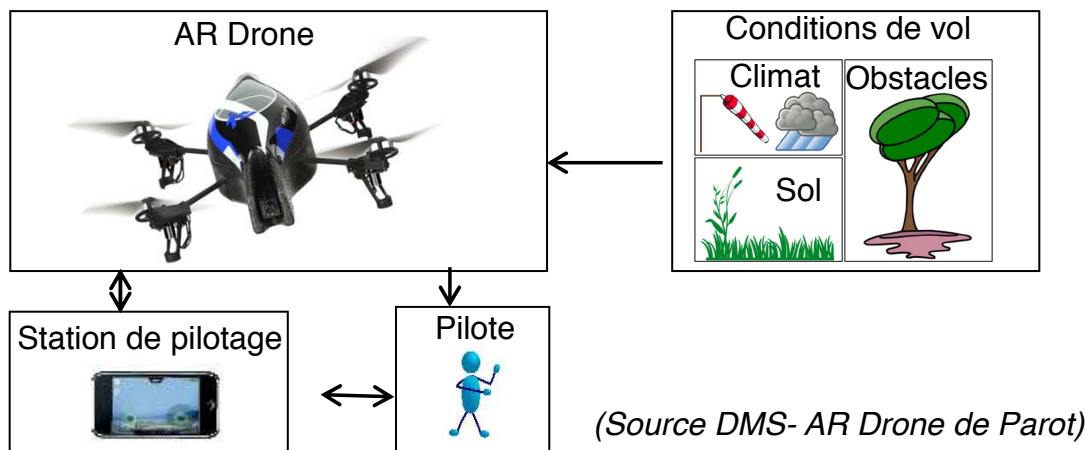 AR Drone
Conditions de vol
Climat
Obstacles
Sol
Station de pilotage
Pilote
(Source DMS- AR Drone de Parot)